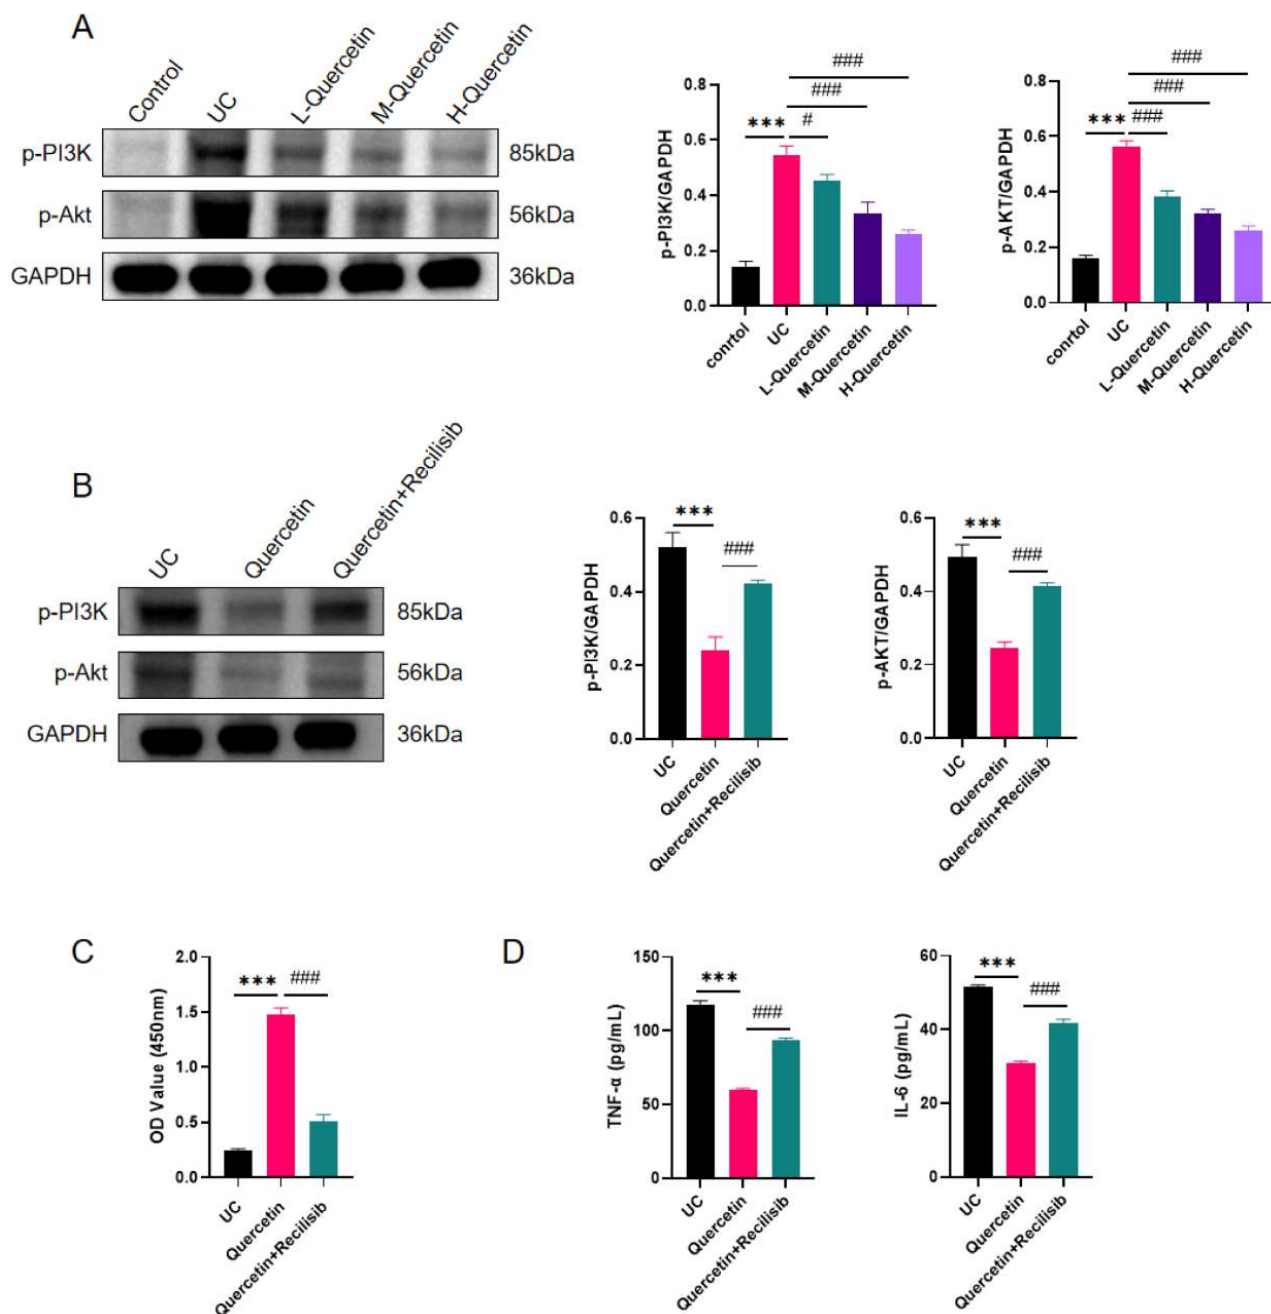 A
Control
UC
L-Quercetin
M-Quercetin
H-Quercetin
p-PI3K
85kDa
p-Akt
56kDa
GAPDH
36kDa
p-PI3K/GAPDH
0.8
0.6
0.4
0.2
0.0
***
#
###
###
conrtol
UC
L-Quercetin
M-Quercetin
H-Quercetin
p-AKT/GAPDH
0.8
0.6
0.4
0.2
0.0
***
###
###
###
conrtol
UC
L-Quercetin
M-Quercetin
H-Quercetin
B
UC
Quercetin
Quercetin+Recilisib
p-PI3K
85kDa
p-Akt
56kDa
GAPDH
36kDa
p-PI3K/GAPDH
0.6
0.4
0.2
0.0
***
###
UC
Quercetin
Quercetin+Recilisib
p-AKT/GAPDH
0.6
0.4
0.2
0.0
***
###
UC
Quercetin
Quercetin+Recilisib
C
OD Value (450nm)
2.0
1.5
1.0
0.5
0.0
***
###
UC
Quercetin
Quercetin+Recilisib
D
TNF-α (pg/mL)
150
100
50
0
***
###
UC
Quercetin
Quercetin+Recilisib
IL-6 (pg/mL)
60
40
20
0
***
###
UC
Quercetin
Quercetin+Recilisib